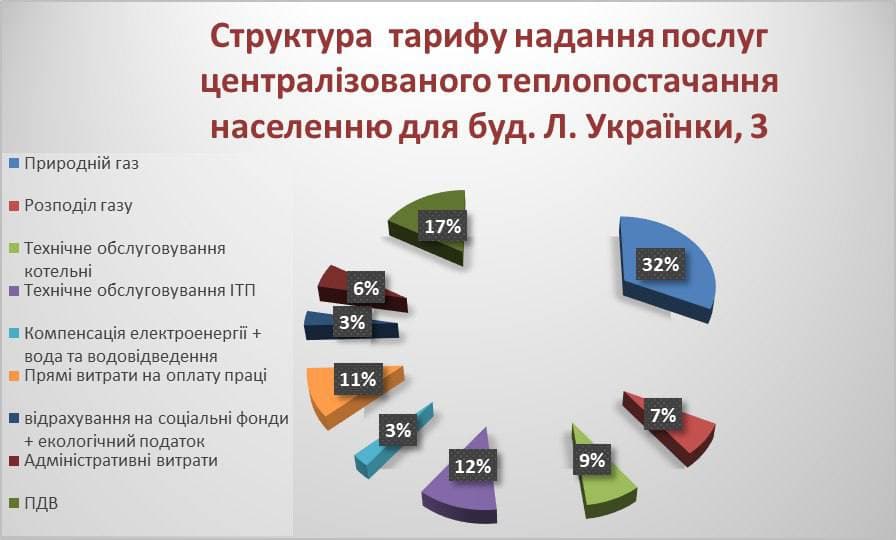 Структура тарифу надання послуг
централізованого теплопостачання
населенню для буд. Л. Українки, 3
Природній газ
Розподіл газу
Технічне обслуговування
котельні
Технічне обслуговування ІТП
Компенсація електроенергії +
вода та водовідведення
Прямі витрати на оплату праці
відрахування на соціальні фонди
+ екологічний податок
Адміністративні витрати
ПДВ
17%
32%
6%
3%
11%
3%
12%
9%
7%